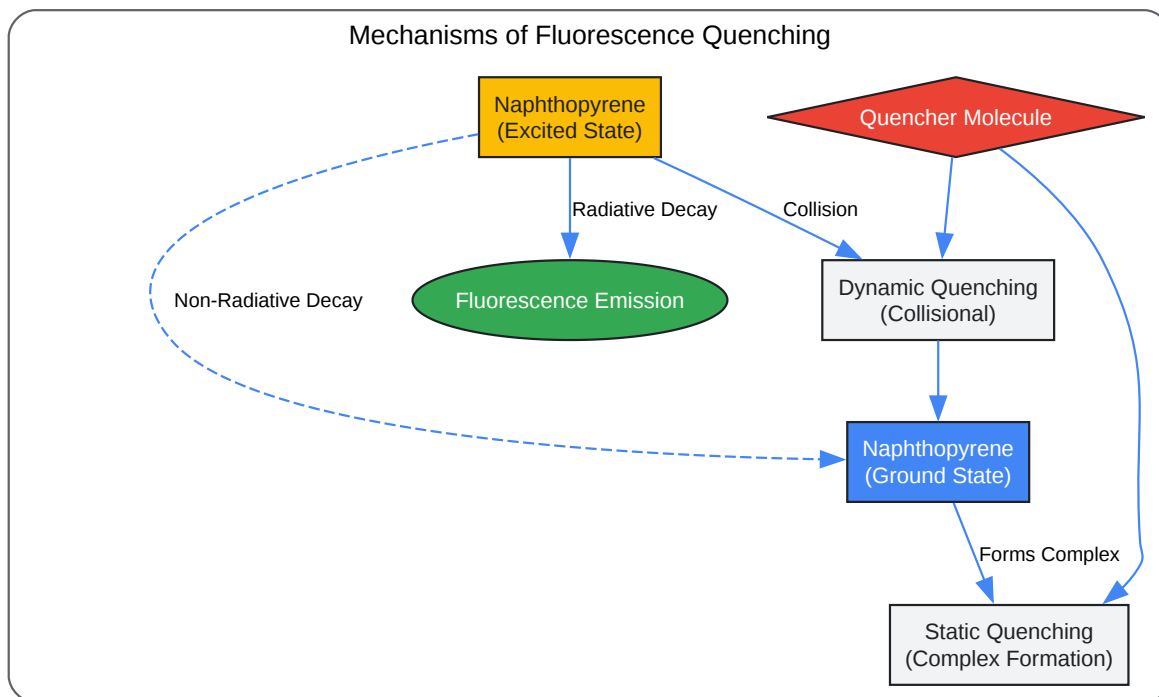 Mechanisms of Fluorescence Quenching
Naphthopyrene
(Excited State)
Quencher Molecule
Radiative Decay
Collision
Non-Radiative Decay
Fluorescence Emission
Dynamic Quenching
(Collisional)
Naphthopyrene
(Ground State)
Forms Complex
Static Quenching
(Complex Formation)